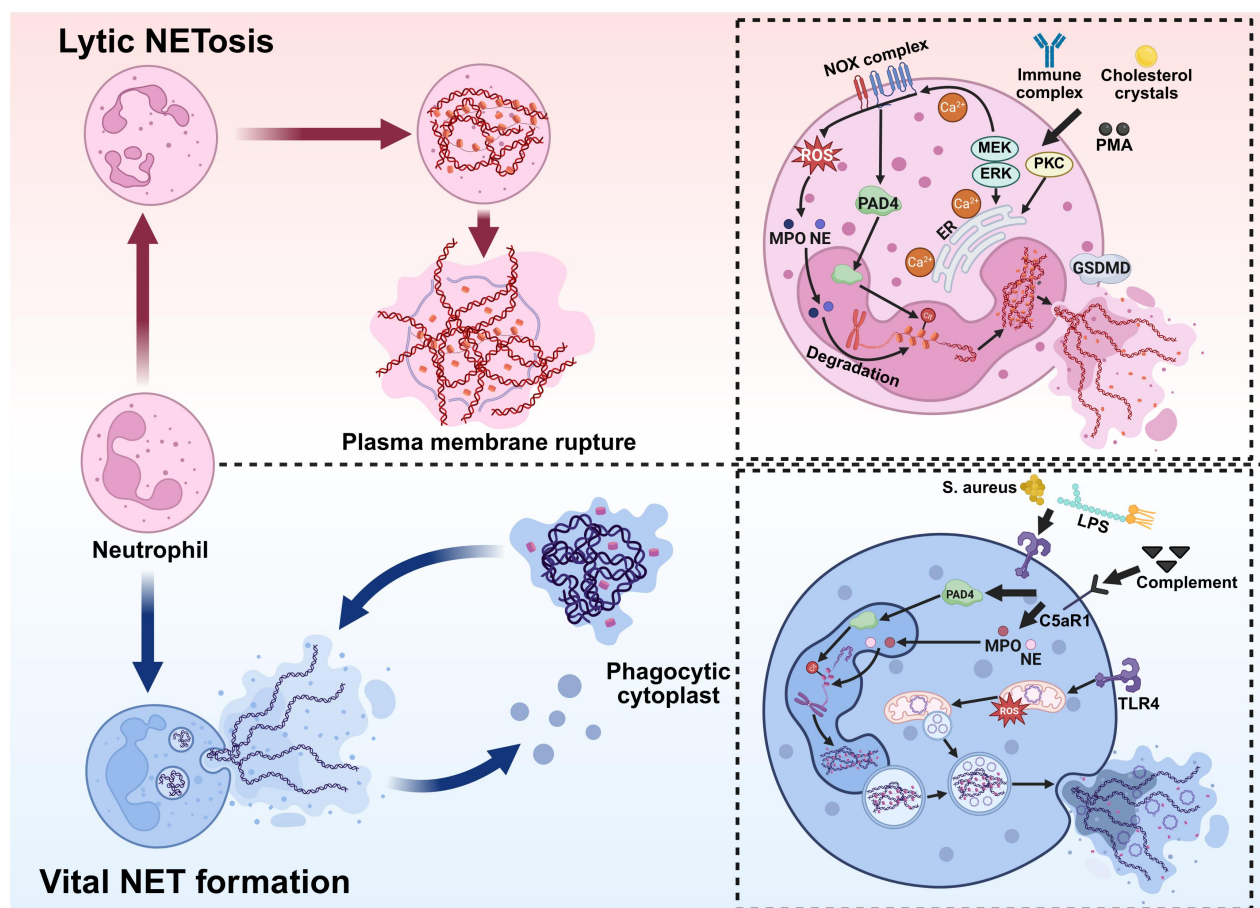 Lytic NETosis
Plasma membrane rupture
Neutrophil
Phagocytic
cytoplast
Vital NET formation
NOX complex
Immune
complex
Cholesterol
crystals
PMA
Ca²⁺
MEK
ERK
PKC
ROS
PAD4
Ca²⁺
ER
Ca²⁺
MPO NE
GSDMD
Cit
Degradation
S. aureus
LPS
Complement
PAD4
C5aR1
MPO
NE
TLR4
ROS